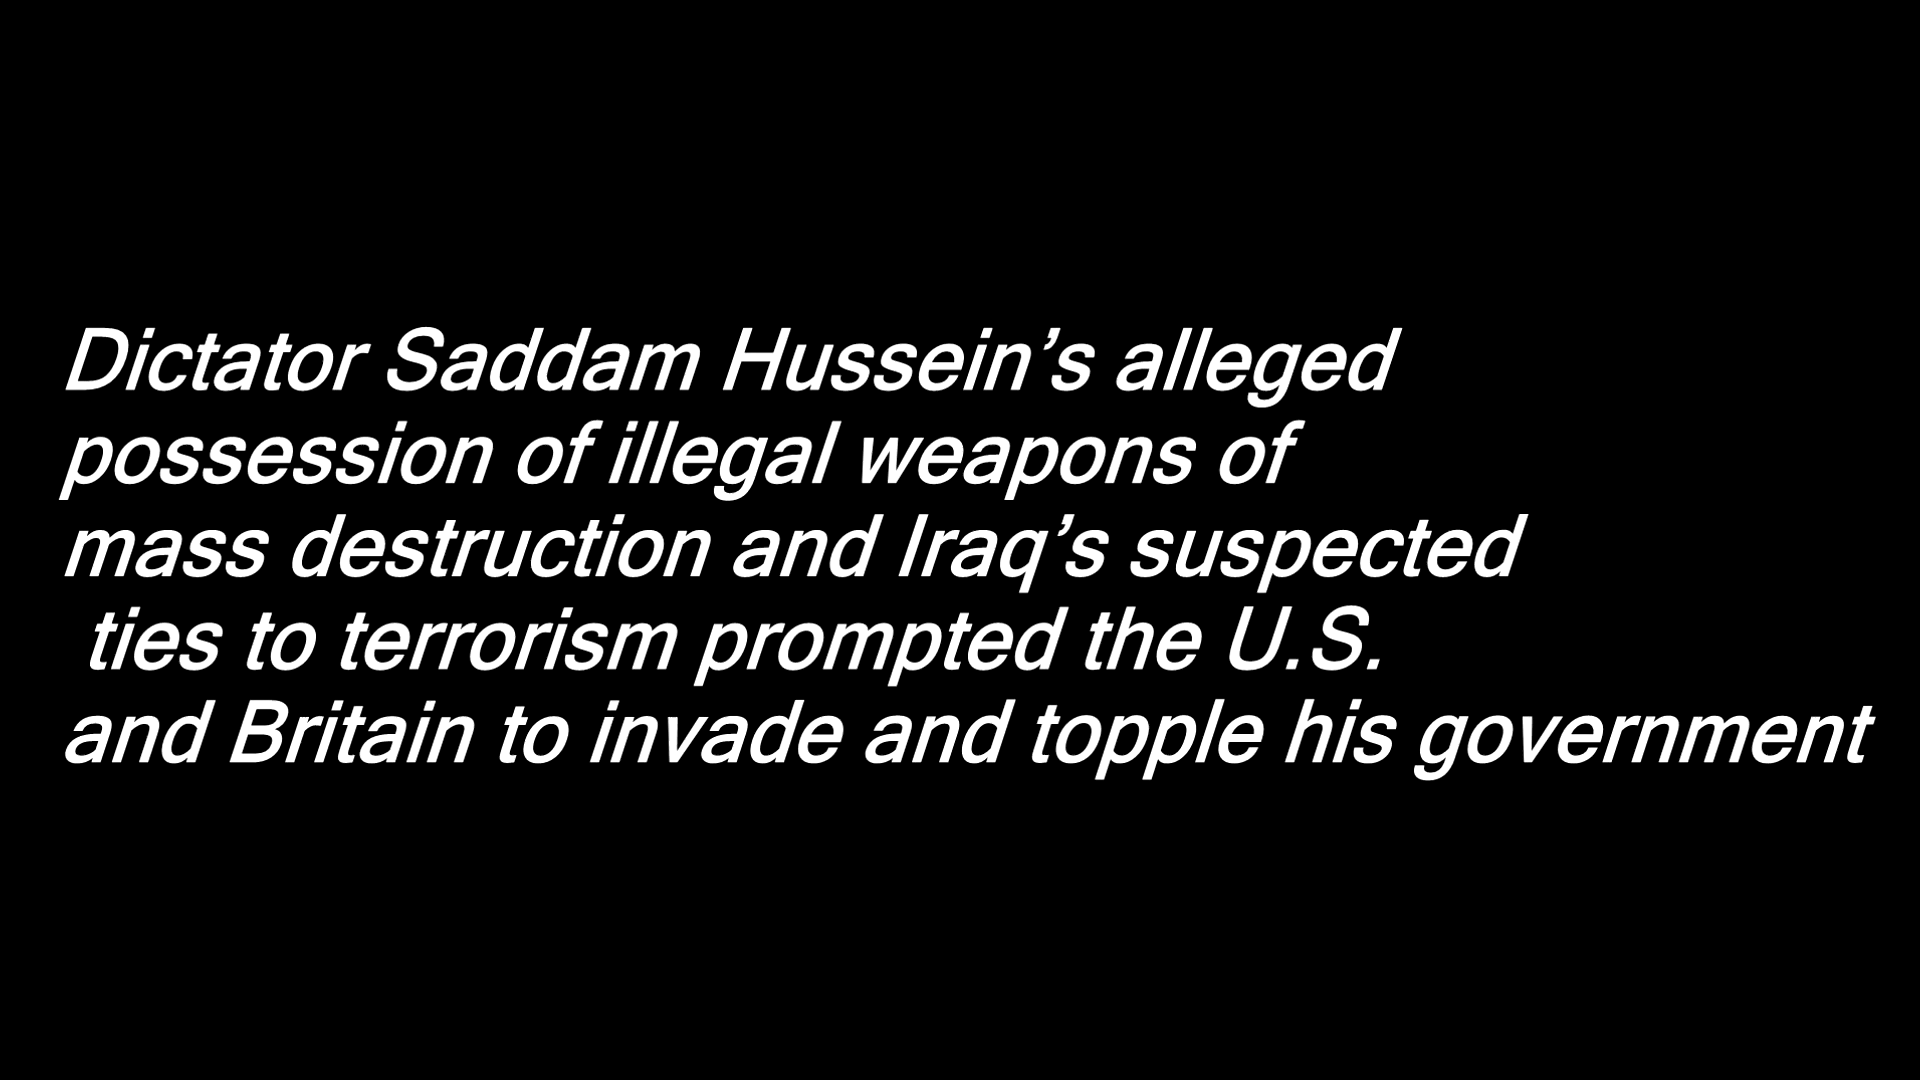 Dictator Saddam Hussein’s alleged
possession of illegal weapons of
mass destruction and Iraq’s suspected
ties to terrorism prompted the U.S.
and Britain to invade and topple his government